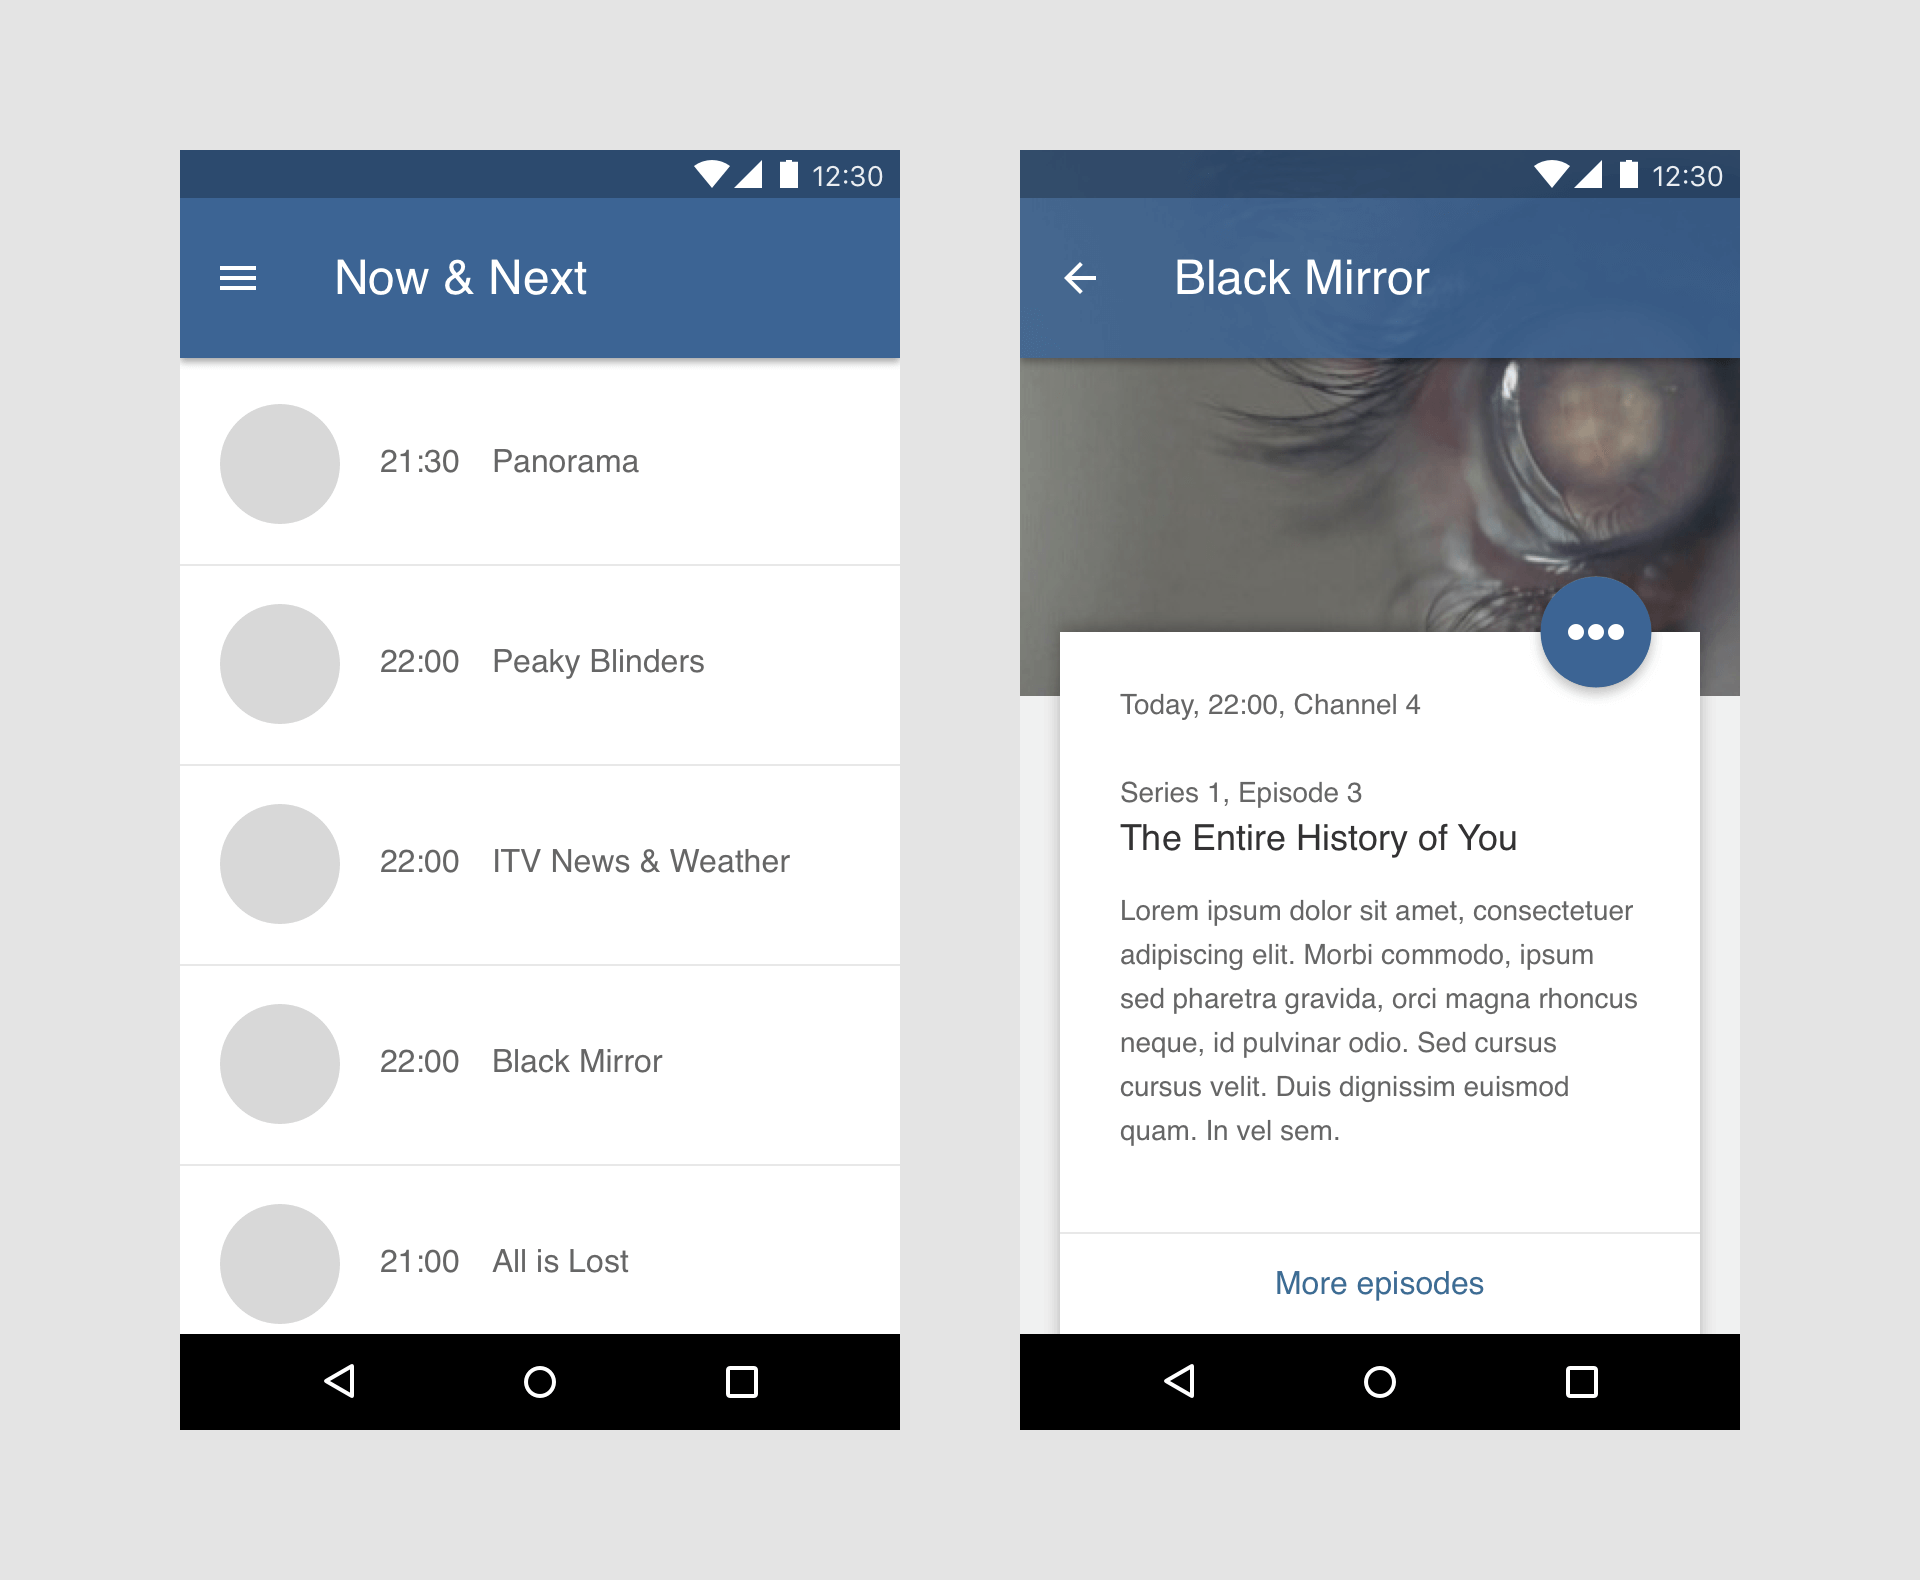 12:30
Now & Next
21:30 Panorama
22:00 Peaky Blinders
22:00 ITV News & Weather
22:00 Black Mirror
21:00 All is Lost
12:30
Black Mirror
Today, 22:00, Channel 4
Series 1, Episode 3
The Entire History of You
Lorem ipsum dolor sit amet, consectetuer
adipiscing elit. Morbi commodo, ipsum
sed pharetra gravida, orci magna rhoncus
neque, id pulvinar odio. Sed cursus
cursus velit. Duis dignissim euismod
quam. In vel sem.
More episodes